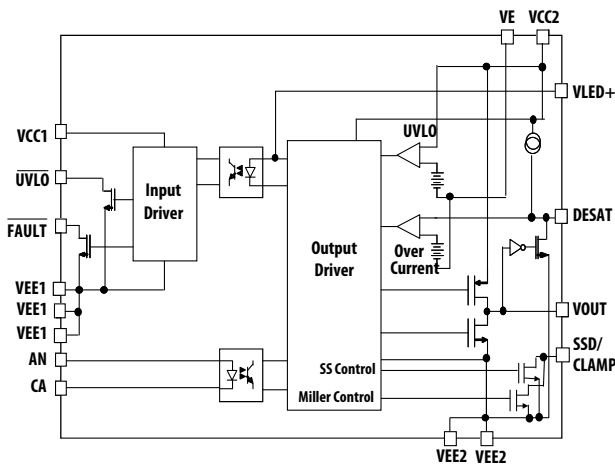 VE
VCC2
VLED+
VCC1
UVLO
UVLO
Input
Driver
FAULT
DESAT
Output
Driver
Over
Current
VEE1
VEE1
VEE1
VOUT
AN
CA
SSD/
CLAMP
SS Control
Miller Control
VEE2
VEE2